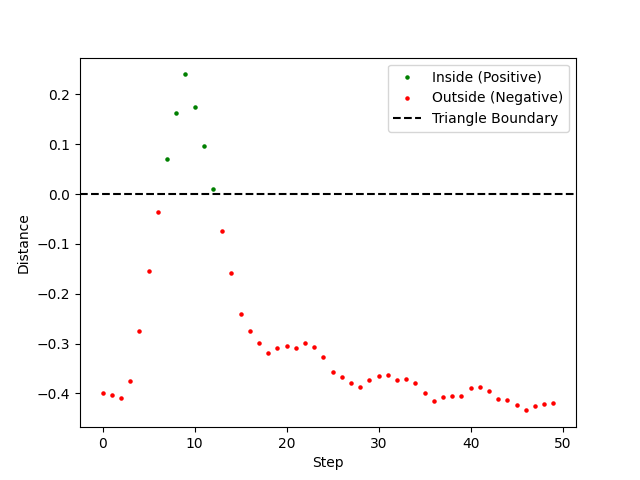 Inside (Positive)
Outside (Negative)
Triangle Boundary
0.2
0.1
0.0
−0.1
−0.2
−0.3
−0.4
Distance
0 10 20 30 40 50
Step